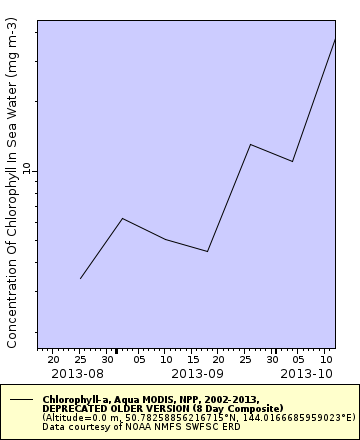 Concentration Of Chlorophyll In Sea Water (mg m-3)
10
20 25 30 05 10 15 20 25 30 05 10
2013-08 2013-09 2013-10
Chlorophyll-a, Aqua MODIS, NPP, 2002-2013,
DEPRECATED OLDER VERSION (8 Day Composite)
(Altitude=0.0 m, 50.78258856216715°N, 144.0166685959023°E)
Data courtesy of NOAA NMFS SWFSC ERD